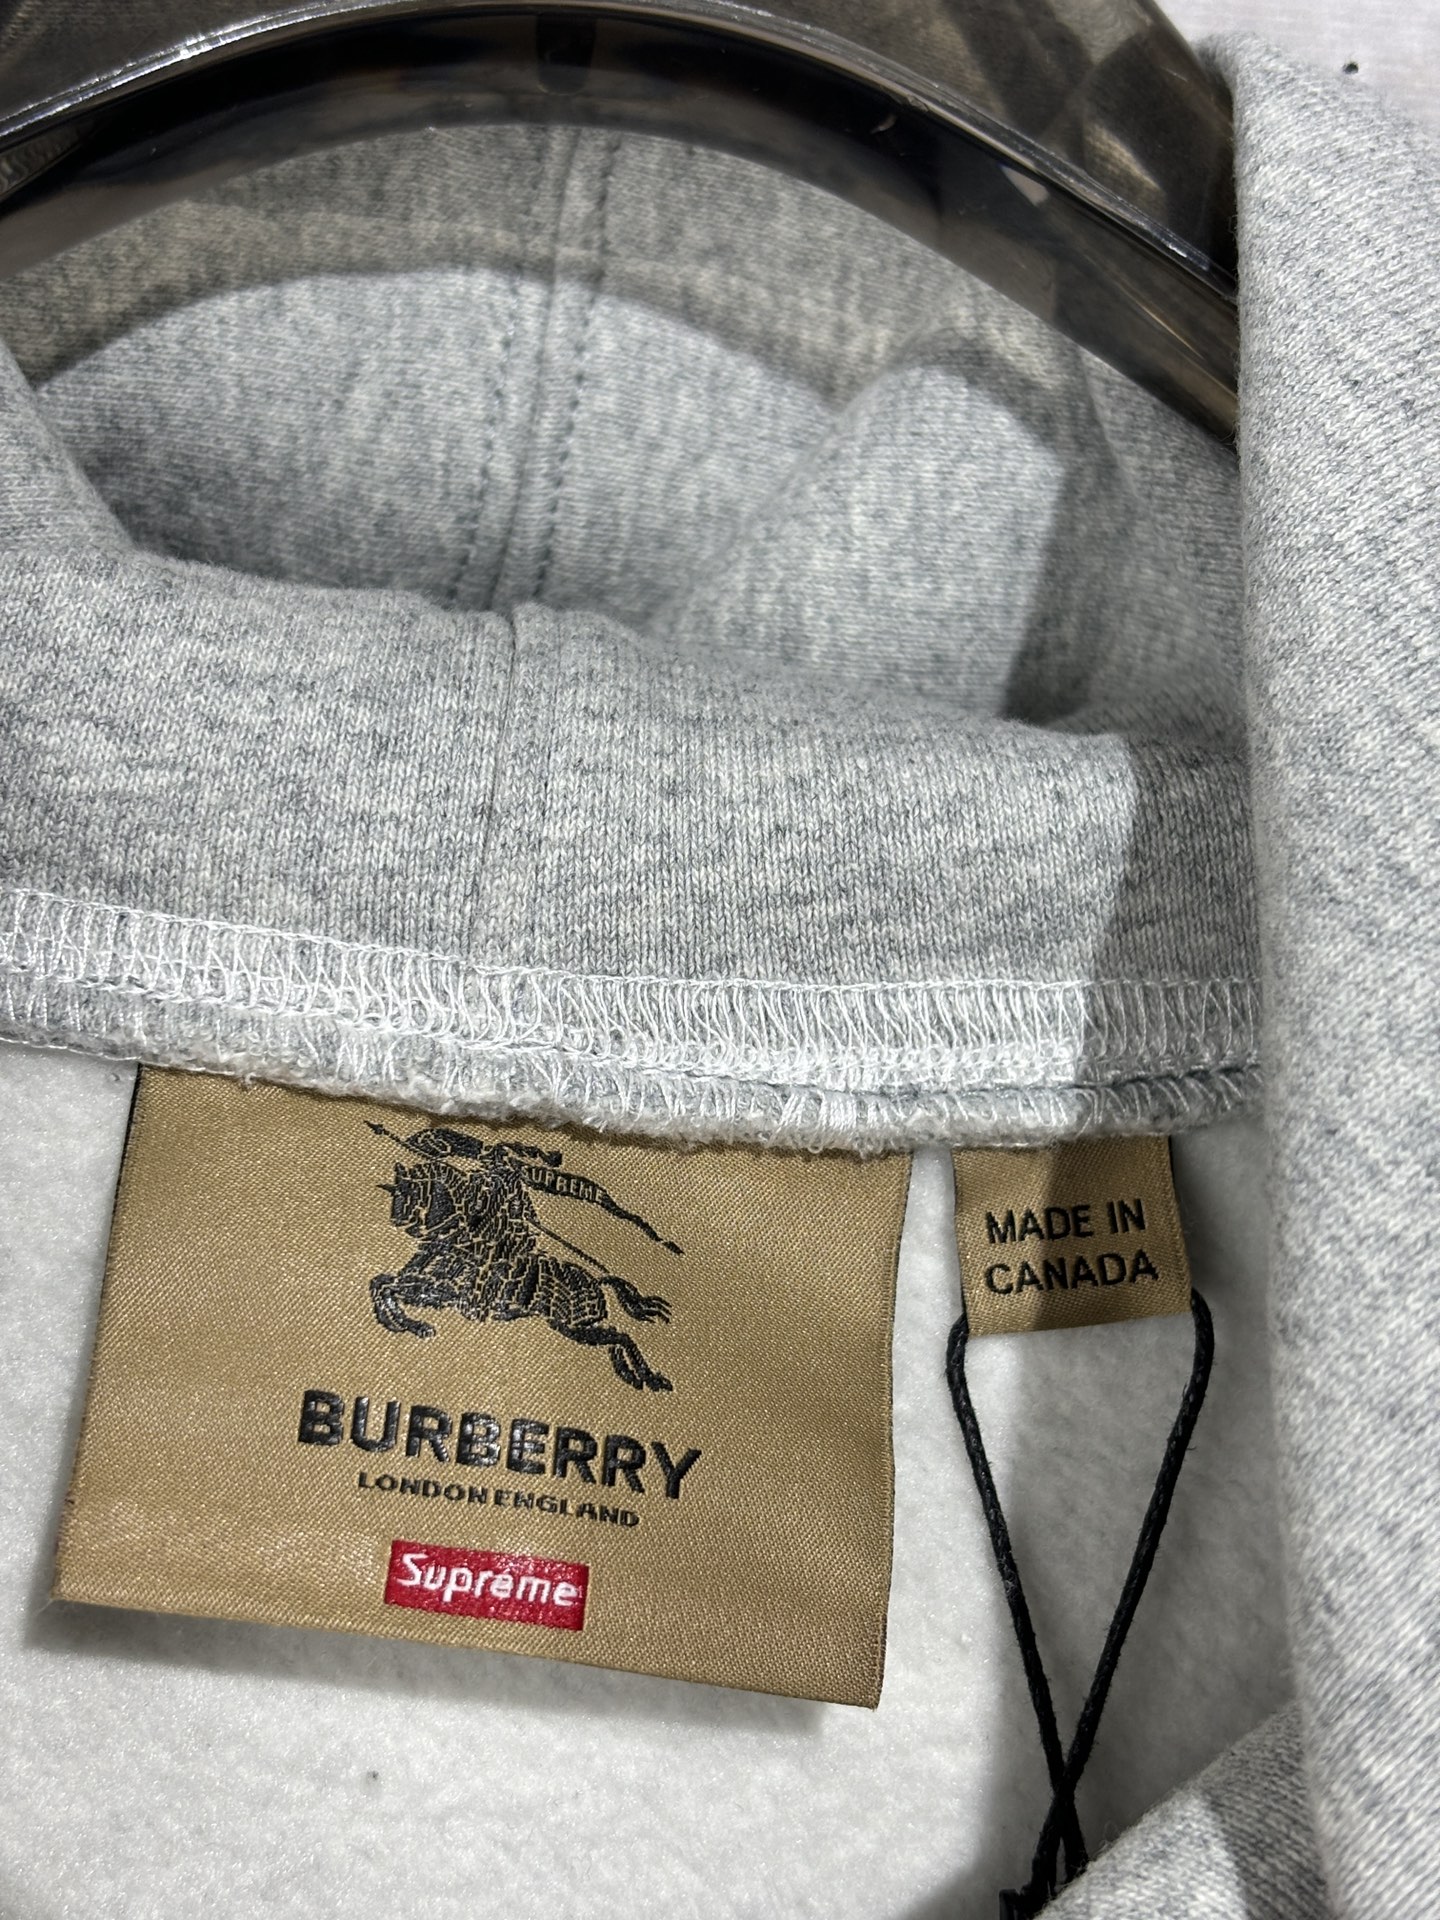 SUPREME
BURBERRY
LONDON ENGLAND
Supreme
MADE IN
CANADA